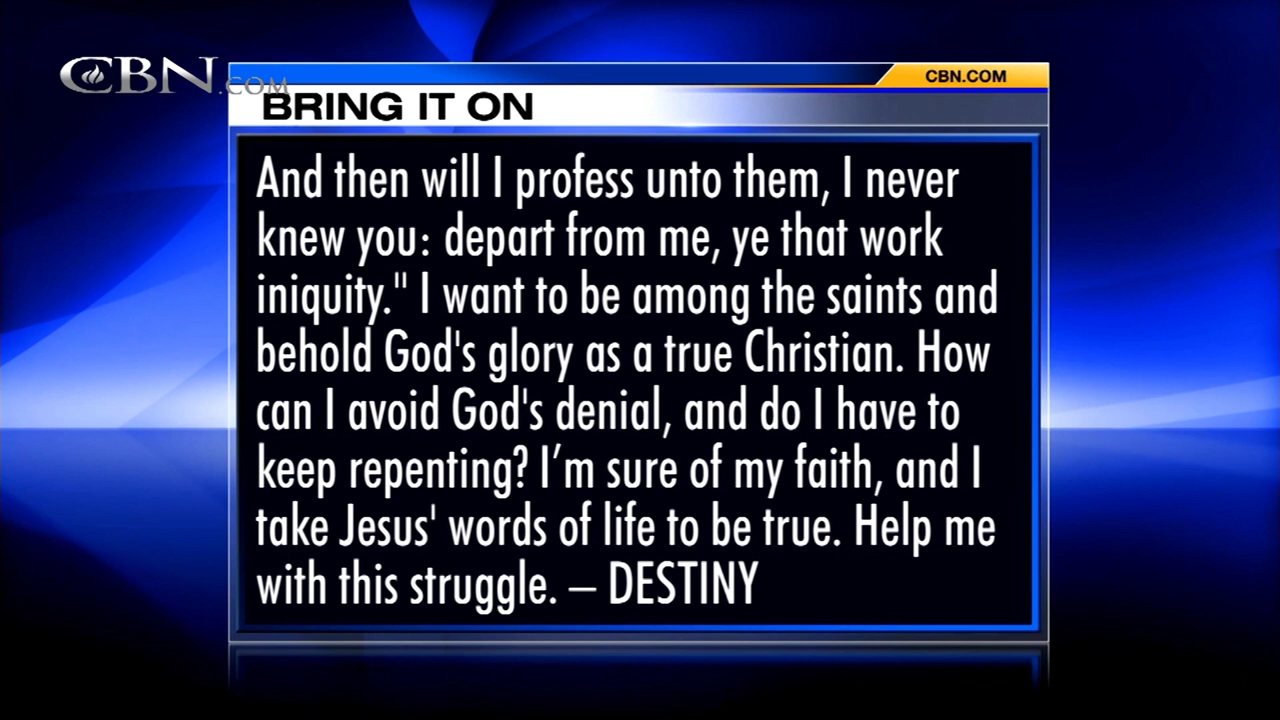 CBN.COM
CBN.COM
BRING IT ON
And then will I profess unto them, I never
knew you: depart from me, ye that work
iniquity." I want to be among the saints and
behold God's glory as a true Christian. How
can I avoid God's denial, and do I have to
keep repenting? I’m sure of my faith, and I
take Jesus' words of life to be true. Help me
with this struggle. – DESTINY